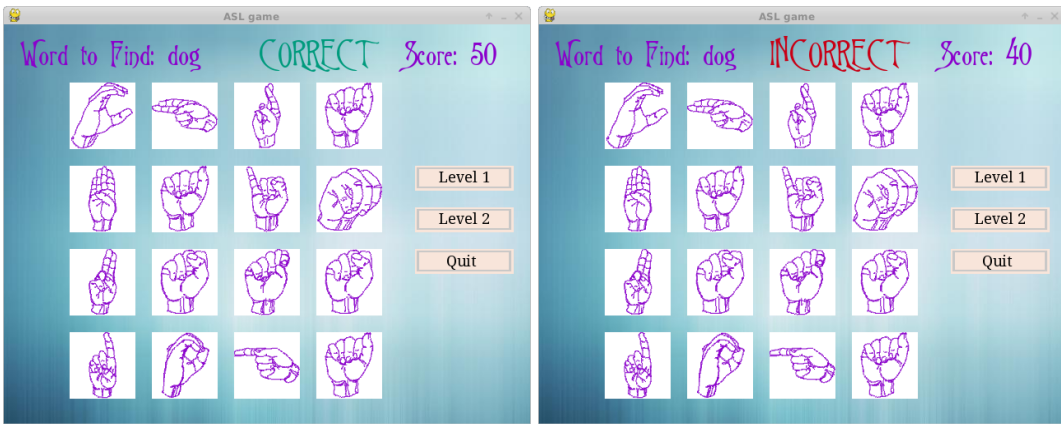 ASL game
Word to Find: dog CORRECT Score: 50
Level 1
Level 2
Quit
ASL game
Word to Find: dog INCORRECT Score: 40
Level 1
Level 2
Quit